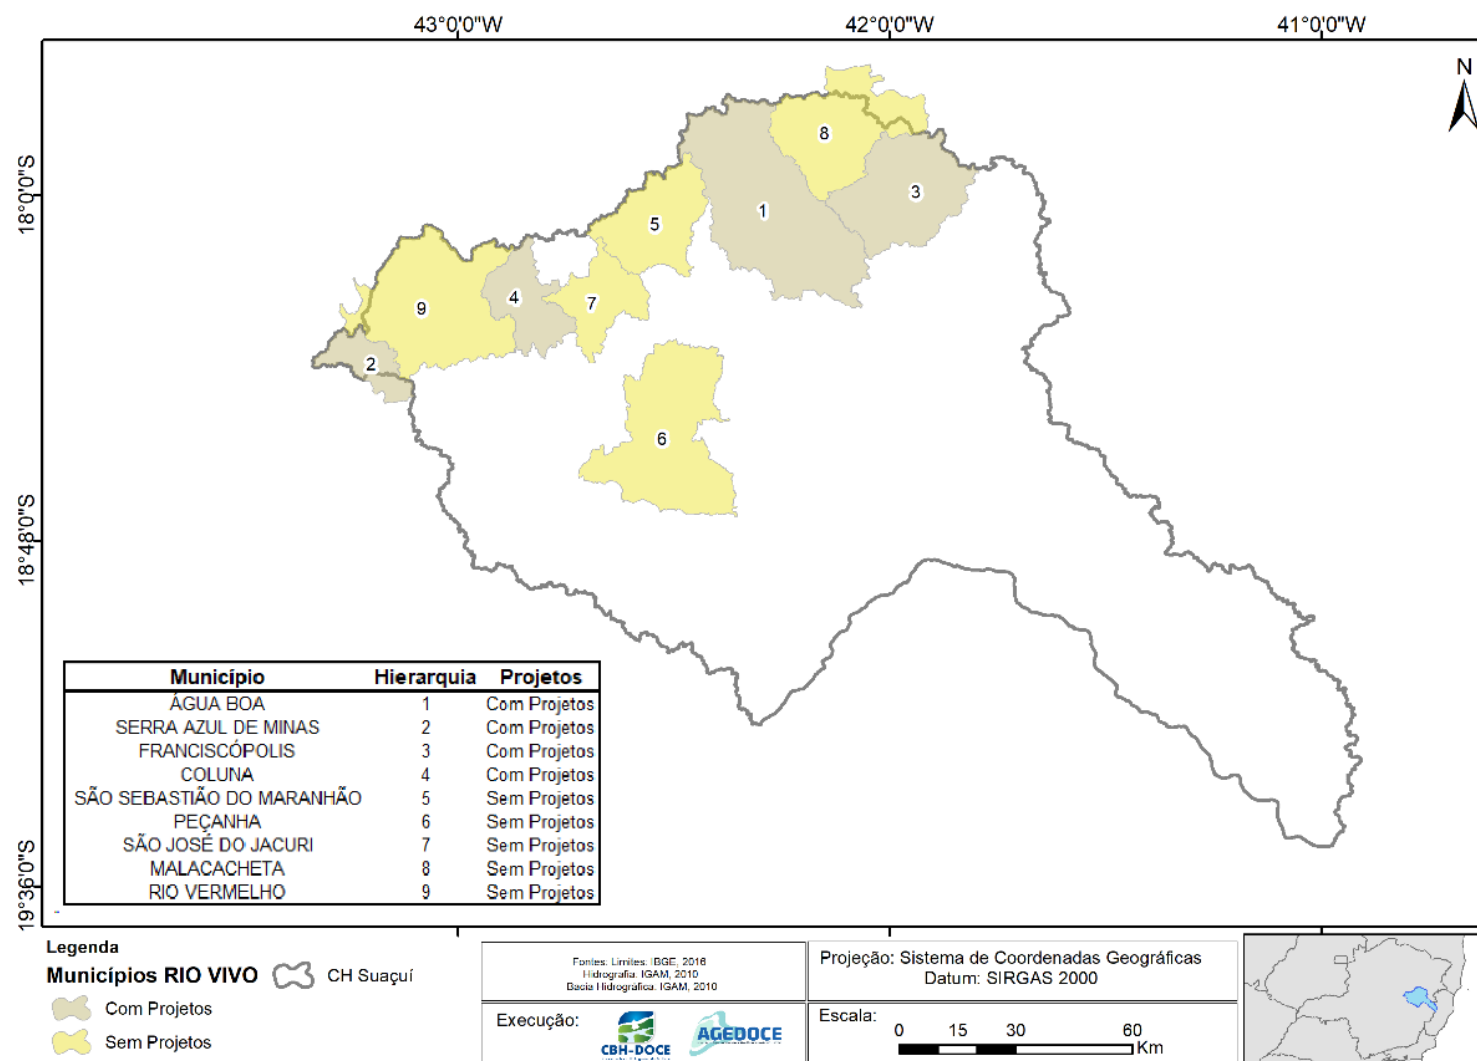 43°0'0"W 42°0'0"W 41°0'0"W
N
18°0'0"S
18°48'0"S
19°36'0"S
8
3
1
5
4
7
9
2
6
Município Hierarquia Projetos
ÁGUA BOA 1 Com Projetos
SERRA AZUL DE MINAS 2 Com Projetos
FRANCISCÓPOLIS 3 Com Projetos
COLUNA 4 Com Projetos
SÃO SEBASTIÃO DO MARANHÃO 5 Sem Projetos
PEÇANHA 6 Sem Projetos
SÃO JOSÉ DO JACURI 7 Sem Projetos
MALACACHETA 8 Sem Projetos
RIO VERMELHO 9 Sem Projetos
Legenda
Municípios RIO VIVO CH Suaçuí
Com Projetos
Sem Projetos
Fontes: Limites: IBGE, 2016
Hidrografia: IGAM, 2010
Bacia Hidrográfica: IGAM, 2010
Execução:
CBH-DOCE
AGEDOCE
Projeção: Sistema de Coordenadas Geográficas
Datum: SIRGAS 2000
Escala:
0 15 30 60
Km